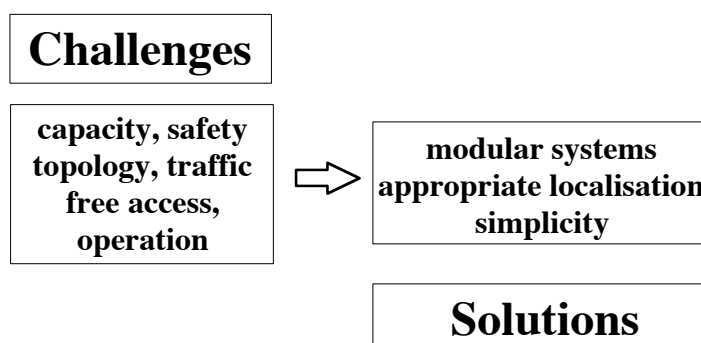 Challenges
capacity, safety
topology, traffic
free access,
operation
modular systems
appropriate localisation
simplicity
Solutions